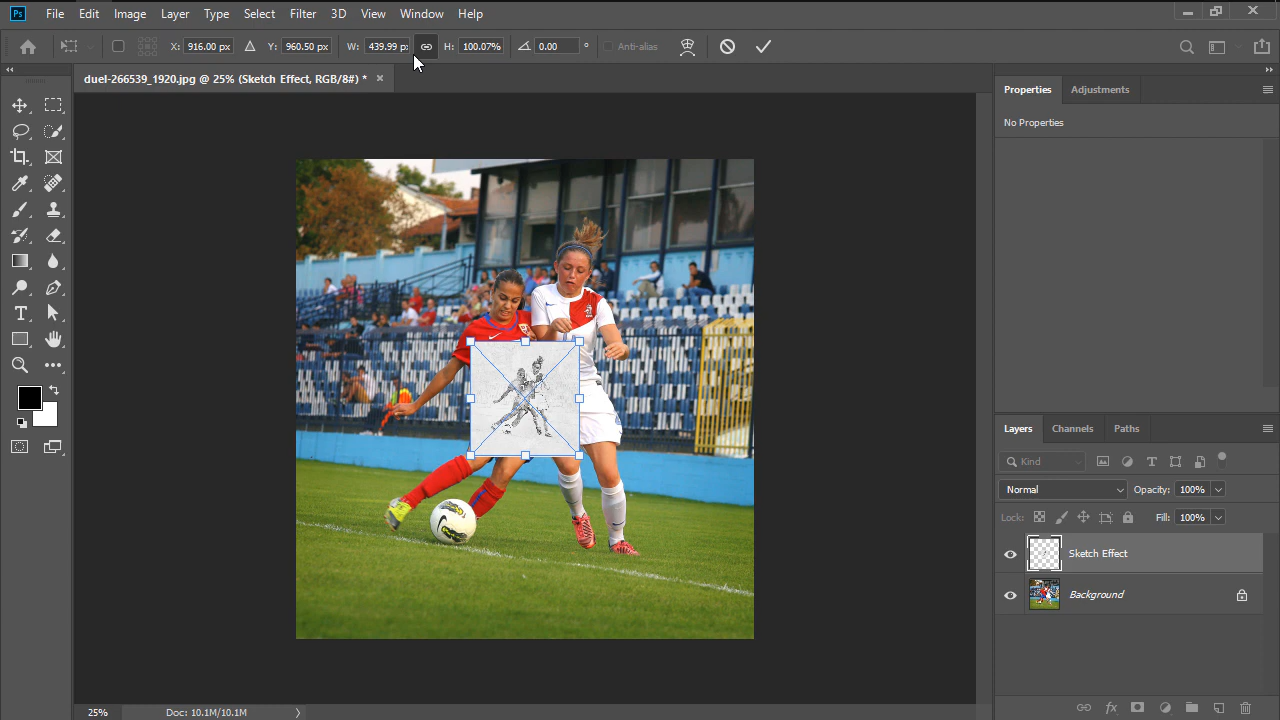 Ps File Edit Image Layer Type Select Filter 3D View Window Help
X: 916.00 px Y: 960.50 px W: 439.99 p H: 100.07% 0.00 ° Anti-alias
duel-266539_1920.jpg @ 25% (Sketch Effect, RGB/8#) *
Properties Adjustments
No Properties
Layers Channels Paths
Kind
Normal Opacity: 100%
Lock: Fill: 100%
Sketch Effect
Background
25% Doc: 10.1M/10.1M